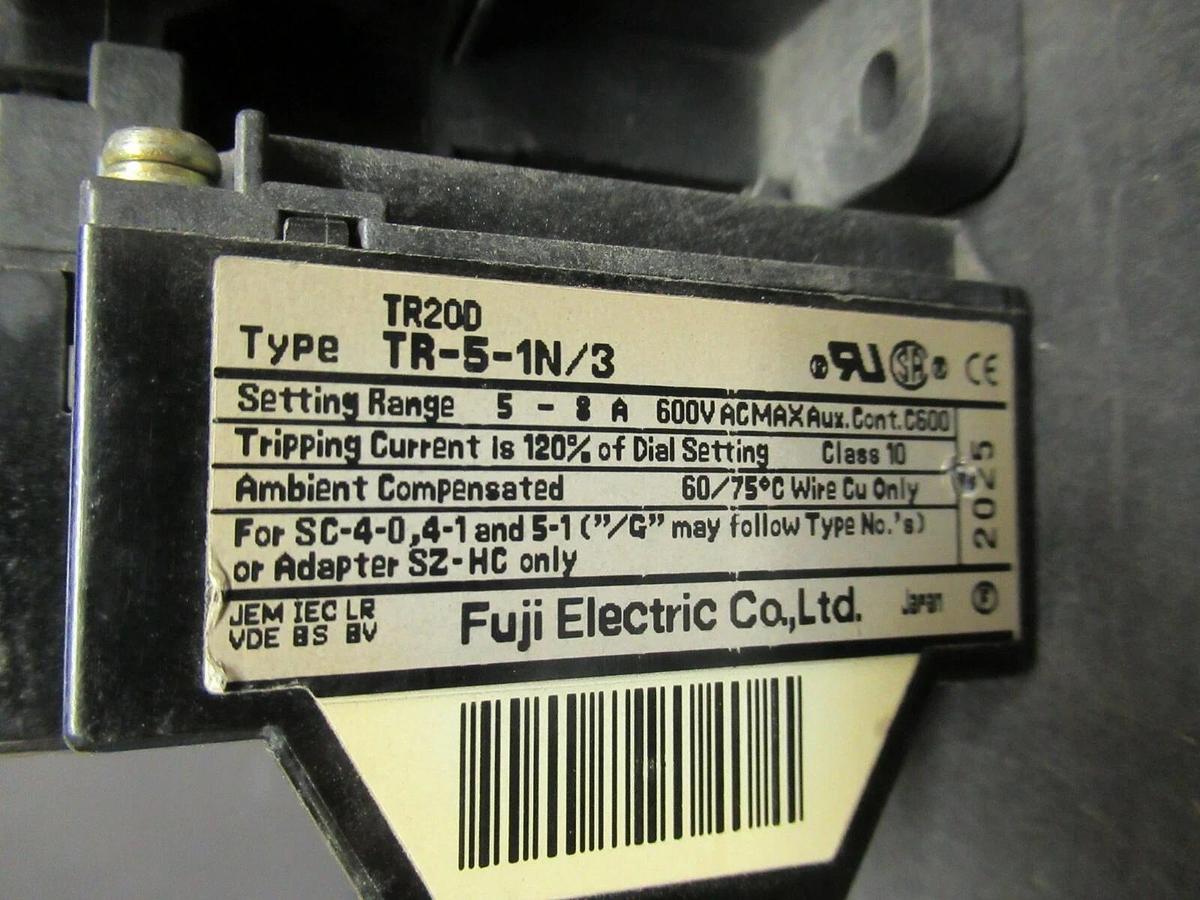 TR20D
Type TR-5-1N/3
® RU SA ® CE
Setting Range 5 - 8 A 600V AC MAX Aux.Cont.C600
Tripping Current is 120% of Dial Setting Class 10
Ambient Compensated 60/75°C Wire Cu Only
For SC-4-0,4-1 and 5-1 ("/G" may follow Type No.'s)
or Adapter SZ-HC only
2025
JEM IEC LR
VDE BS BV
Fuji Electric Co.,Ltd. Japan